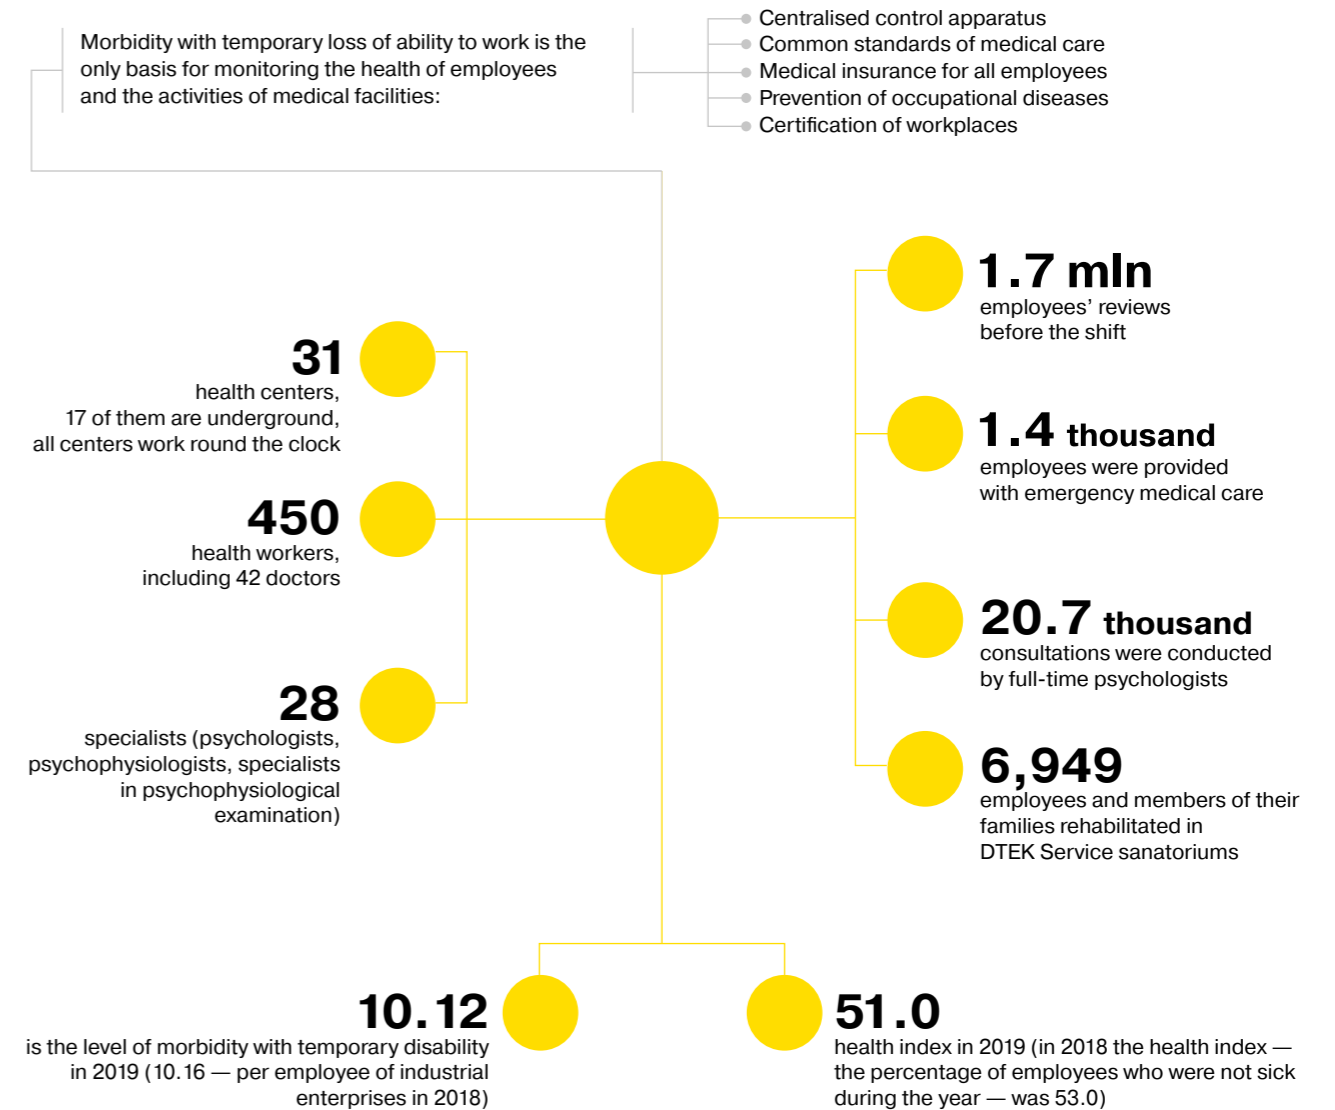 Morbidity with temporary loss of ability to work is the
only basis for monitoring the health of employees
and the activities of medical facilities:
Centralised control apparatus
Common standards of medical care
Medical insurance for all employees
Prevention of occupational diseases
Certification of workplaces
31
health centers,
17 of them are underground,
all centers work round the clock
450
health workers,
including 42 doctors
28
specialists (psychologists,
psychophysiologists, specialists
in psychophysiological
examination)
1.7 mln
employees’ reviews
before the shift
1.4 thousand
employees were provided
with emergency medical care
20.7 thousand
consultations were conducted
by full-time psychologists
6,949
employees and members of their
families rehabilitated in
DTEK Service sanatoriums
10.12
is the level of morbidity with temporary disability
in 2019 (10.16 — per employee of industrial
enterprises in 2018)
51.0
health index in 2019 (in 2018 the health index —
the percentage of employees who were not sick
during the year — was 53.0)